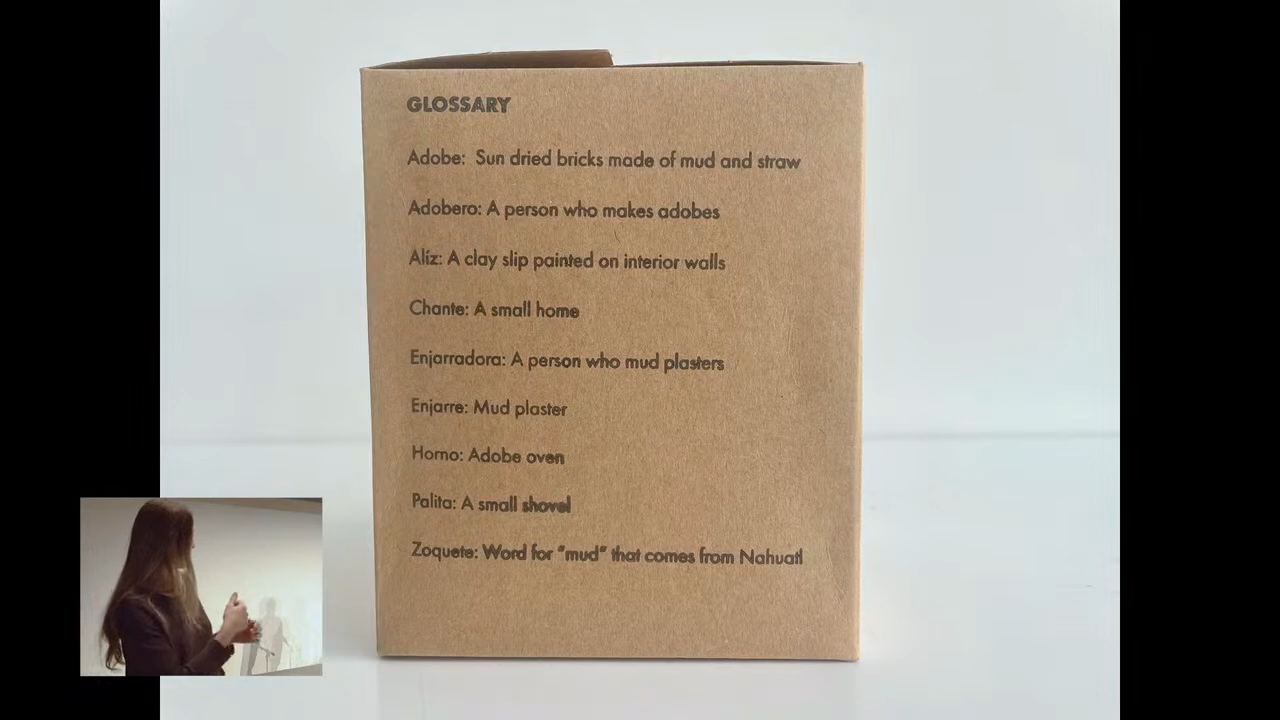 GLOSSARY
Adobe: Sun dried bricks made of mud and straw
Adobero: A person who makes adobes
Alíz: A clay slip painted on interior walls
Chante: A small home
Enjarradora: A person who mud plasters
Enjarre: Mud plaster
Horno: Adobe oven
Palita: A small shovel
Zoquete: Word for "mud" that comes from Nahuatl